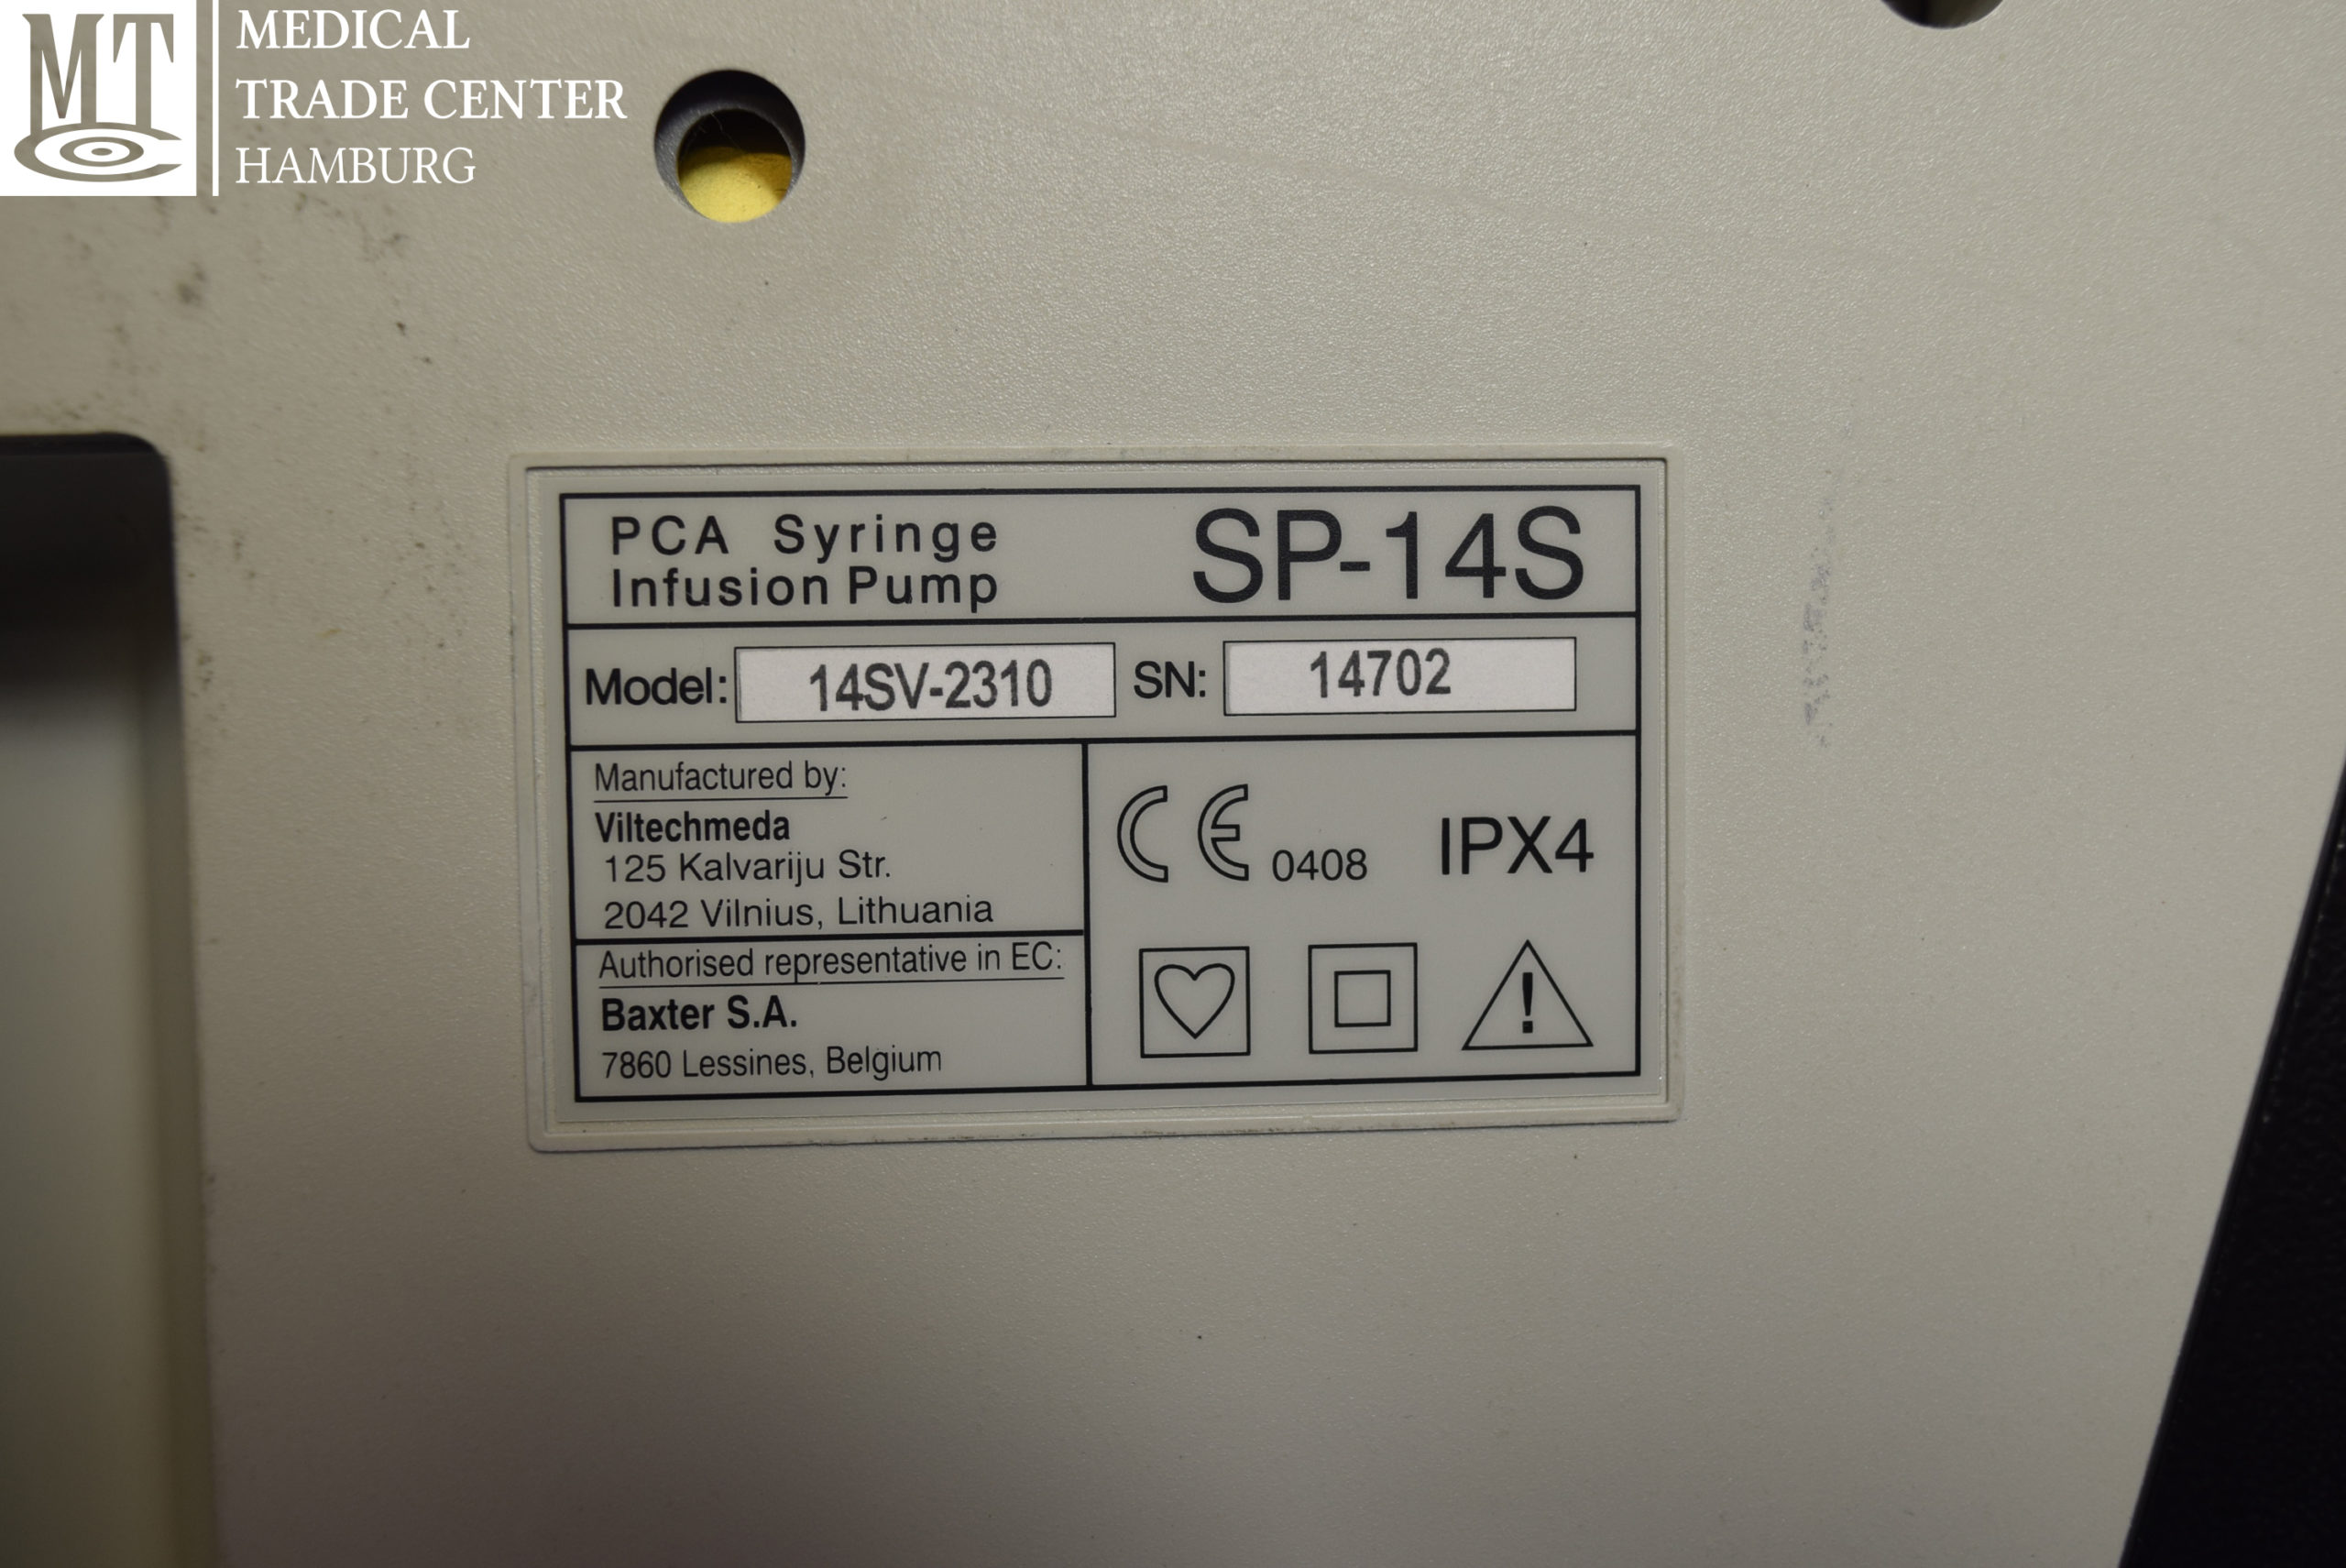 MTC
MEDICAL
TRADE CENTER
HAMBURG
PCA Syringe
Infusion Pump
SP-14S
Model: 14SV-2310 SN: 14702
Manufactured by:
Viltechmeda
125 Kalvariju Str.
2042 Vilnius, Lithuania
Authorised representative in EC:
Baxter S.A.
7860 Lessines, Belgium
CE 0408 IPX4
!